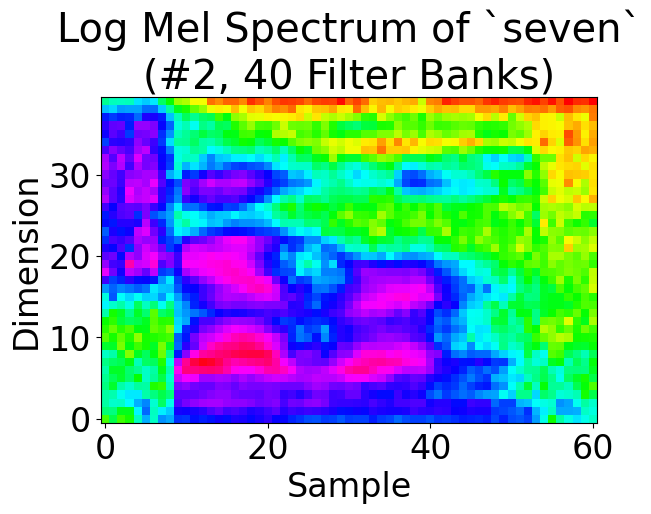 Log Mel Spectrum of `seven`
(#2, 40 Filter Banks)
Dimension
30
20
10
0
0 20 40 60
Sample